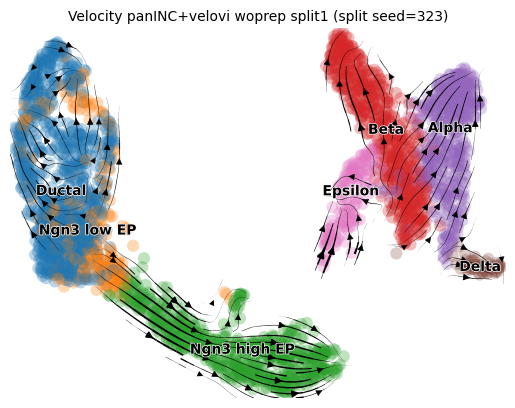 Velocity panINC+velovi woprep split1 (split seed=323)
Beta
Alpha
Ductal
Epsilon
Ngn3 low EP
Delta
Ngn3 high EP